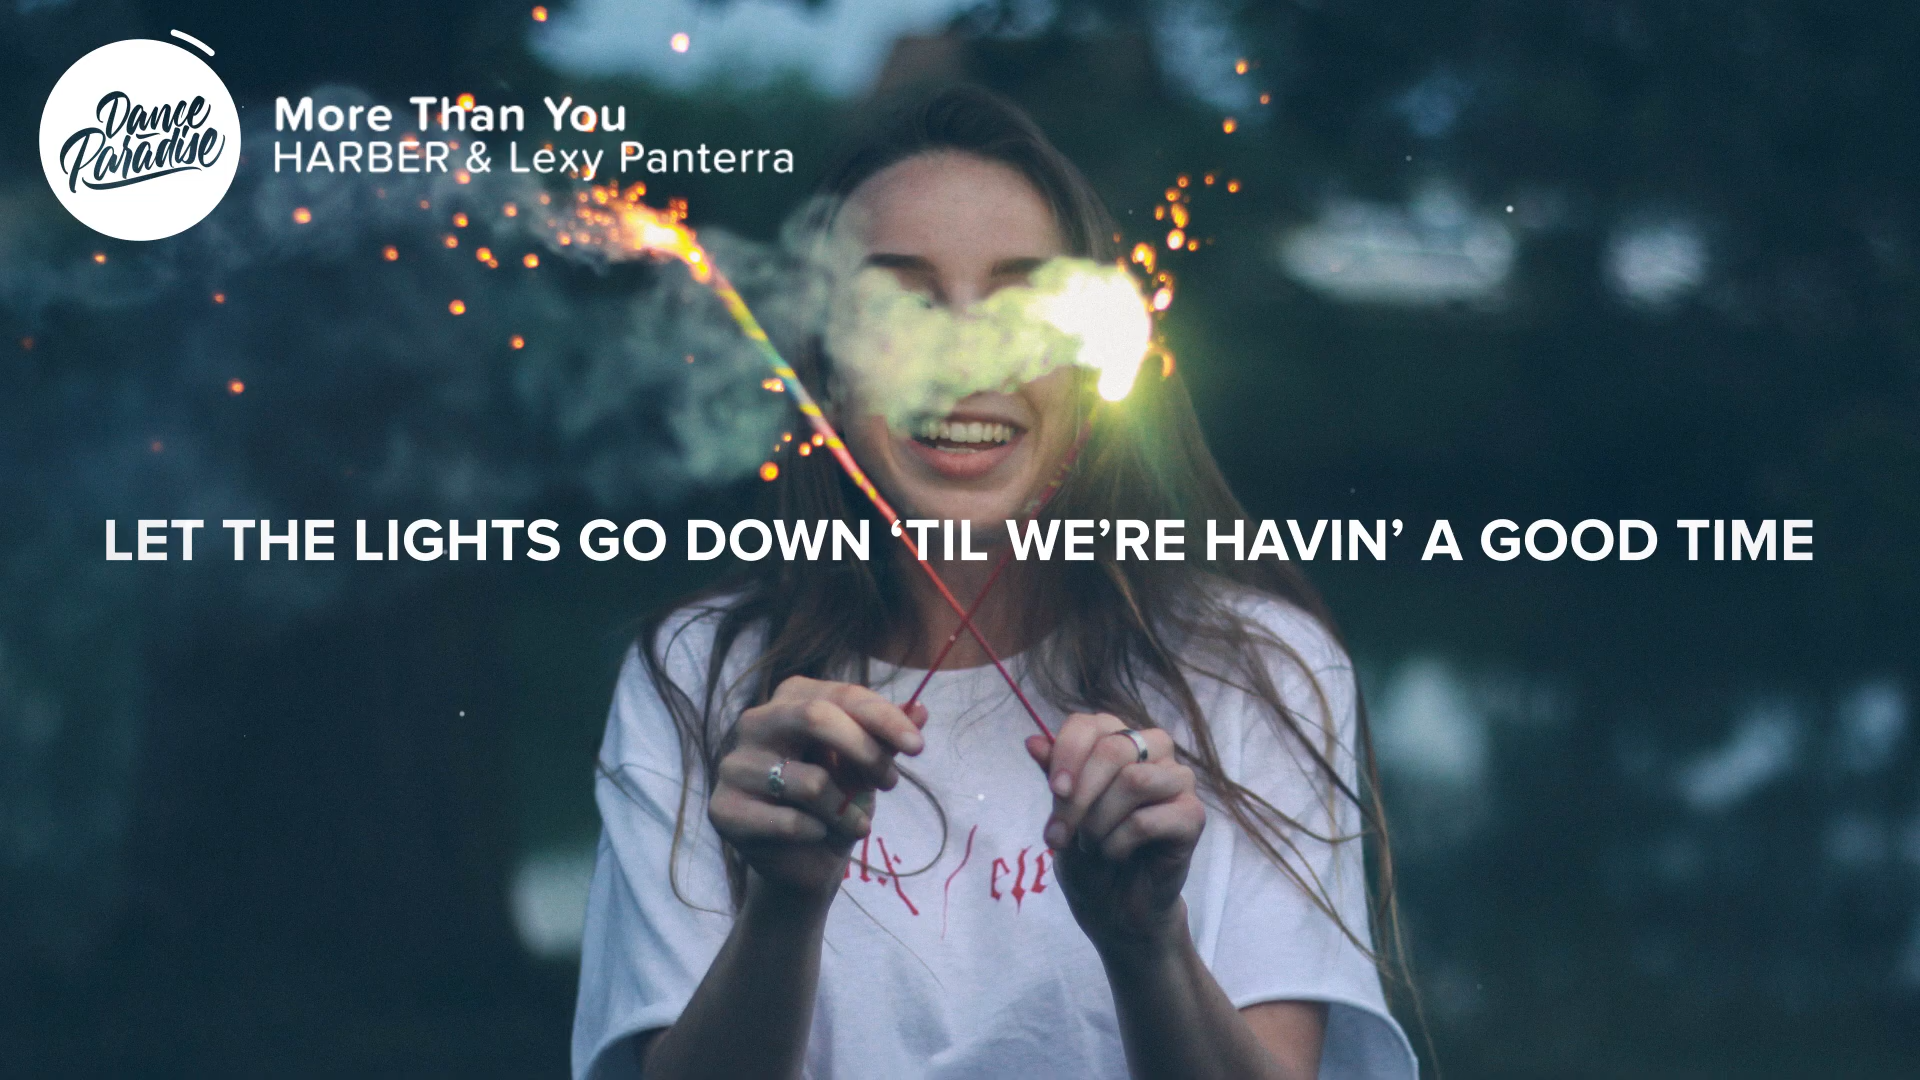 Dance
Paradise
More Than You
HARBER & Lexy Panterra
LET THE LIGHTS GO DOWN ‘TIL WE’RE HAVIN’ A GOOD TIME